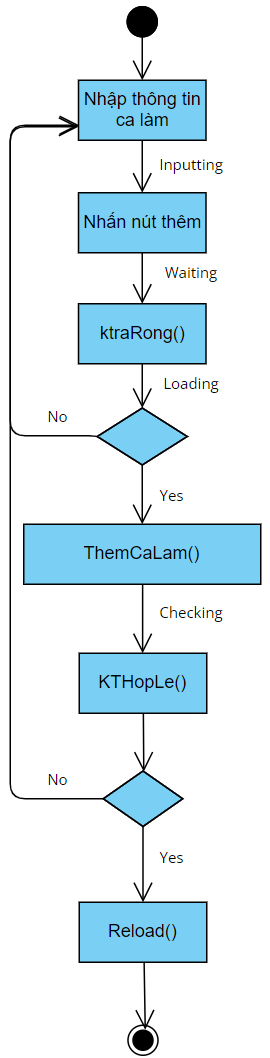 Nhập thông tin
ca làm
Inputting
Nhấn nút thêm
Waiting
ktraRong()
Loading
No
Yes
ThemCaLam()
Checking
KTHopLe()
No
Yes
Reload()